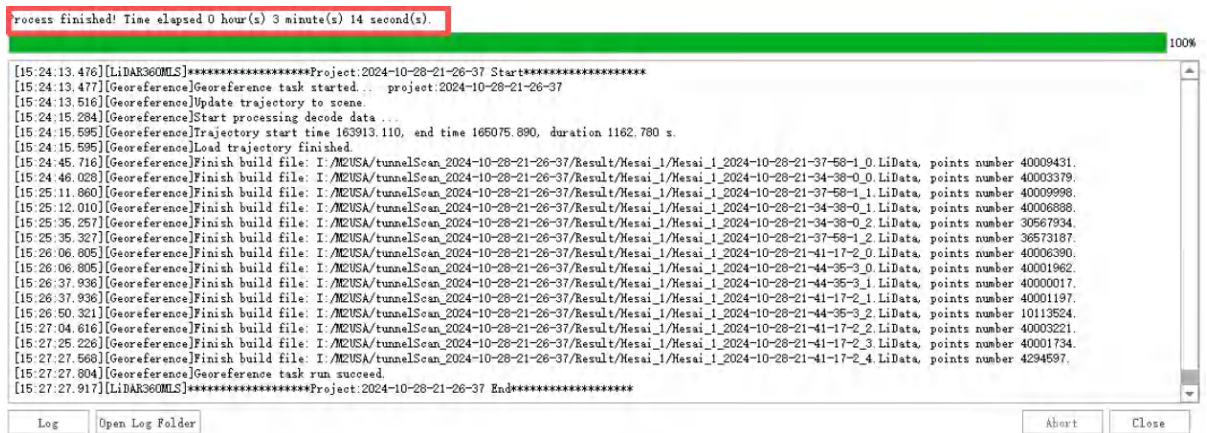 Process finished! Time elapsed 0 hour(s) 3 minute(s) 14 second(s).
100%
[15:24:13.476][LiDAR360MLS]*******************Project:2024-10-28-21-26-37 Start*******************
[15:24:13.477][Georeference]Georeference task started... project:2024-10-28-21-26-37
[15:24:13.516][Georeference]Update trajectory to scene.
[15:24:15.284][Georeference]Start processing decode data ...
[15:24:15.595][Georeference]Trajectory start time 163913.110, end time 165075.890, duration 1162.780 s.
[15:24:15.595][Georeference]Load trajectory finished.
[15:24:45.716][Georeference]Finish build file: I:/M2USA/tunnelScan_2024-10-28-21-26-37/Result/Hesai_1/Hesai_1_2024-10-28-21-37-58-1_0.LiData, points number 40009431.
[15:24:46.028][Georeference]Finish build file: I:/M2USA/tunnelScan_2024-10-28-21-26-37/Result/Hesai_1/Hesai_1_2024-10-28-21-34-38-0_0.LiData, points number 40003379.
[15:25:11.860][Georeference]Finish build file: I:/M2USA/tunnelScan_2024-10-28-21-26-37/Result/Hesai_1/Hesai_1_2024-10-28-21-37-58-1_1.LiData, points number 40009998.
[15:25:12.010][Georeference]Finish build file: I:/M2USA/tunnelScan_2024-10-28-21-26-37/Result/Hesai_1/Hesai_1_2024-10-28-21-34-38-0_1.LiData, points number 40006888.
[15:25:35.257][Georeference]Finish build file: I:/M2USA/tunnelScan_2024-10-28-21-26-37/Result/Hesai_1/Hesai_1_2024-10-28-21-34-38-0_2.LiData, points number 30567934.
[15:25:35.327][Georeference]Finish build file: I:/M2USA/tunnelScan_2024-10-28-21-26-37/Result/Hesai_1/Hesai_1_2024-10-28-21-37-58-1_2.LiData, points number 36573187.
[15:26:06.805][Georeference]Finish build file: I:/M2USA/tunnelScan_2024-10-28-21-26-37/Result/Hesai_1/Hesai_1_2024-10-28-21-41-17-2_0.LiData, points number 40006390.
[15:26:06.805][Georeference]Finish build file: I:/M2USA/tunnelScan_2024-10-28-21-26-37/Result/Hesai_1/Hesai_1_2024-10-28-21-44-35-3_0.LiData, points number 40001962.
[15:26:37.936][Georeference]Finish build file: I:/M2USA/tunnelScan_2024-10-28-21-26-37/Result/Hesai_1/Hesai_1_2024-10-28-21-44-35-3_1.LiData, points number 40000017.
[15:26:37.936][Georeference]Finish build file: I:/M2USA/tunnelScan_2024-10-28-21-26-37/Result/Hesai_1/Hesai_1_2024-10-28-21-41-17-2_1.LiData, points number 40001197.
[15:26:50.321][Georeference]Finish build file: I:/M2USA/tunnelScan_2024-10-28-21-26-37/Result/Hesai_1/Hesai_1_2024-10-28-21-44-35-3_2.LiData, points number 10113524.
[15:27:04.616][Georeference]Finish build file: I:/M2USA/tunnelScan_2024-10-28-21-26-37/Result/Hesai_1/Hesai_1_2024-10-28-21-41-17-2_2.LiData, points number 40003221.
[15:27:25.226][Georeference]Finish build file: I:/M2USA/tunnelScan_2024-10-28-21-26-37/Result/Hesai_1/Hesai_1_2024-10-28-21-41-17-2_3.LiData, points number 40001734.
[15:27:27.568][Georeference]Finish build file: I:/M2USA/tunnelScan_2024-10-28-21-26-37/Result/Hesai_1/Hesai_1_2024-10-28-21-41-17-2_4.LiData, points number 4294597.
[15:27:27.804][Georeference]Georeference task run succeed.
[15:27:27.917][LiDAR360MLS]*******************Project:2024-10-28-21-26-37 End*******************
Log Open Log Folder Abort Close